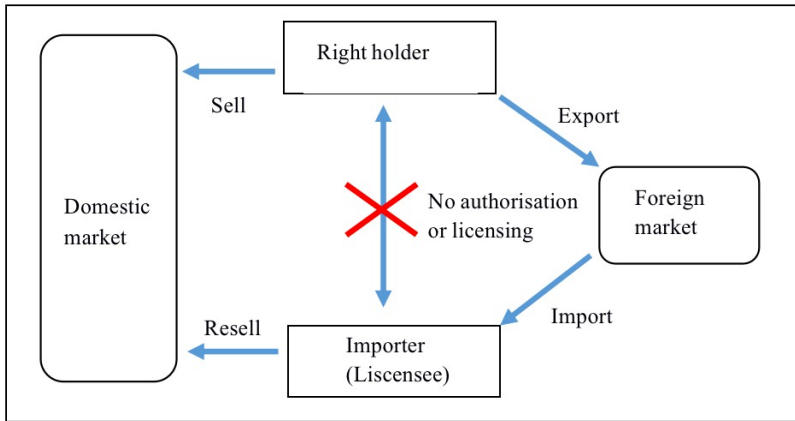 Right holder
Sell
Export
Domestic
market
No authorisation
or licensing
Foreign
market
Import
Resell
Importer
(Liscensee)